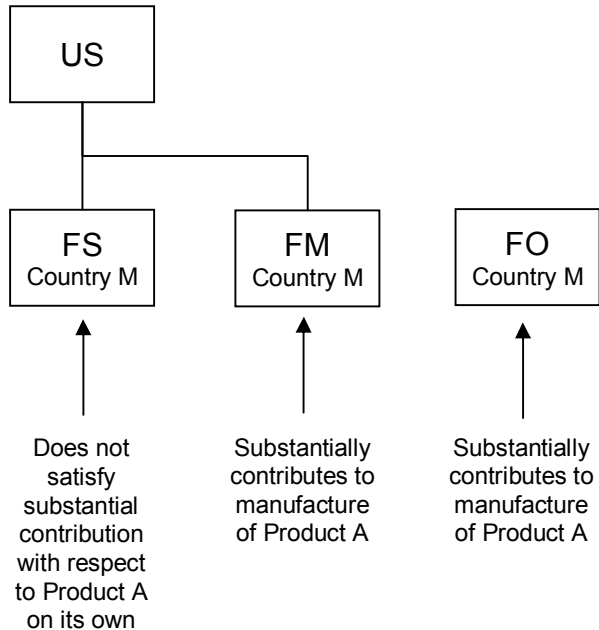 US
FS
Country M
FM
Country M
FO
Country M
Does not
satisfy
substantial
contribution
with respect
to Product A
on its own
Substantially
contributes to
manufacture
of Product A
Substantially
contributes to
manufacture
of Product A